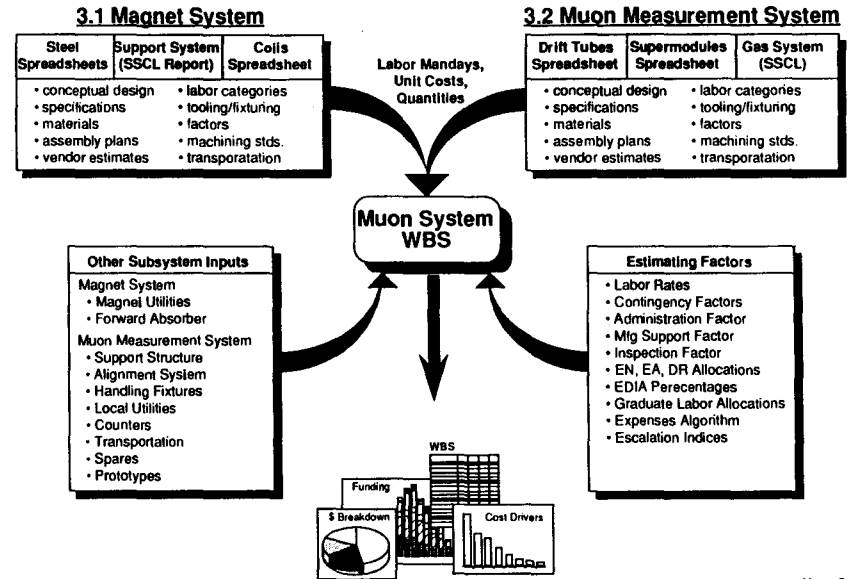 3.1 Magnet System
Steel Spreadsheets
Support System (SSCL Report)
Coils Spreadsheet
• conceptual design
• specifications
• materials
• assembly plans
• vendor estimates
• labor categories
• tooling/fixturing
• factors
• machining stds.
• transporatation
Labor Mandays,
Unit Costs,
Quantities
3.2 Muon Measurement System
Drift Tubes Spreadsheet
Supermodules Spreadsheet
Gas System (SSCL)
• conceptual design
• specifications
• materials
• assembly plans
• vendor estimates
• labor categories
• tooling/fixturing
• factors
• machining stds.
• transporatation
Muon System
WBS
Other Subsystem Inputs
Magnet System
• Magnet Utilities
• Forward Absorber
Muon Measurement System
• Support Structure
• Alignment System
• Handling Fixtures
• Local Utilities
• Counters
• Transportation
• Spares
• Prototypes
Estimating Factors
• Labor Rates
• Contingency Factors
• Administration Factor
• Mfg Support Factor
• Inspection Factor
• EN, EA, DR Allocations
• EDIA Perecentages
• Graduate Labor Allocations
• Expenses Algorithm
• Escalation Indices
WBS
Funding
$ Breakdown
Cost Drivers